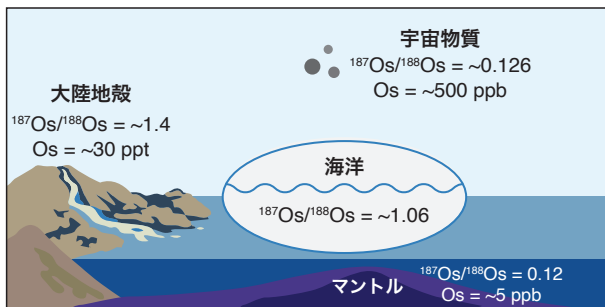 宇宙物質
¹⁸⁷Os/¹⁸⁸Os = ~0.126
Os = ~500 ppb
大陸地殻
¹⁸⁷Os/¹⁸⁸Os = ~1.4
Os = ~30 ppt
海洋
¹⁸⁷Os/¹⁸⁸Os = ~1.06
マントル
¹⁸⁷Os/¹⁸⁸Os = 0.12
Os = ~5 ppb